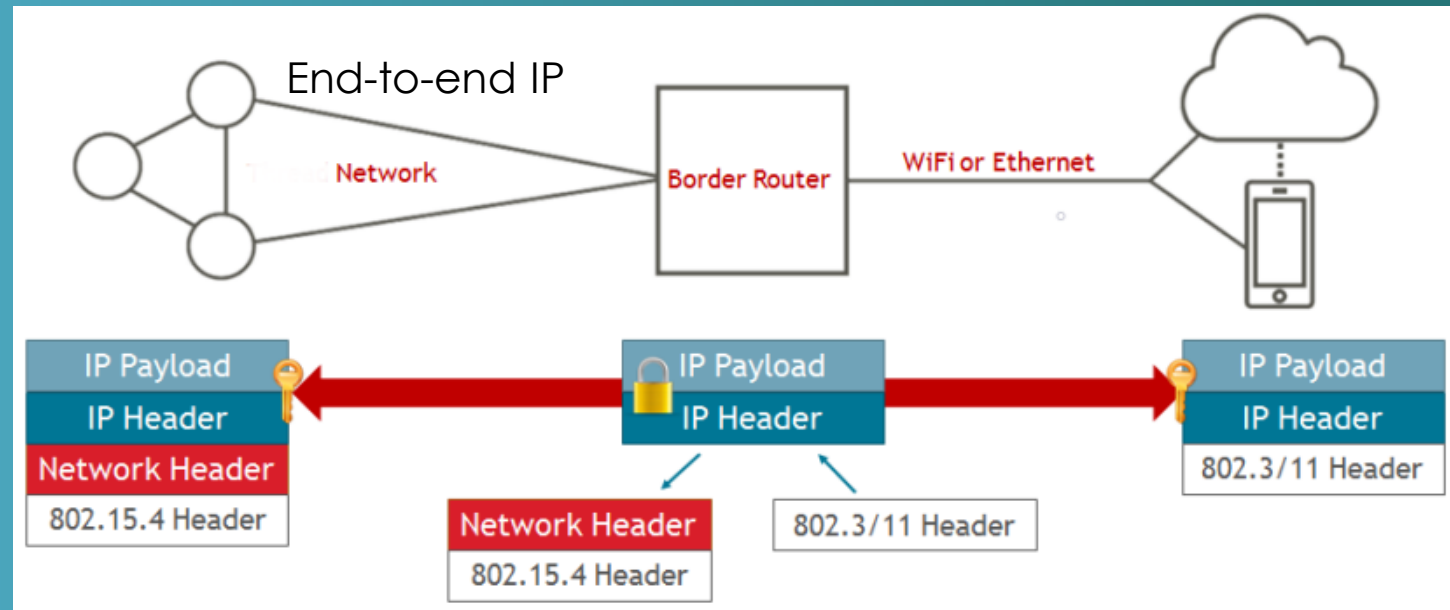 End-to-end IP
Network
Border Router
WiFi or Ethernet
IP Payload
IP Header
Network Header
802.15.4 Header
IP Payload
IP Header
Network Header
802.15.4 Header
802.3/11 Header
IP Payload
IP Header
802.3/11 Header